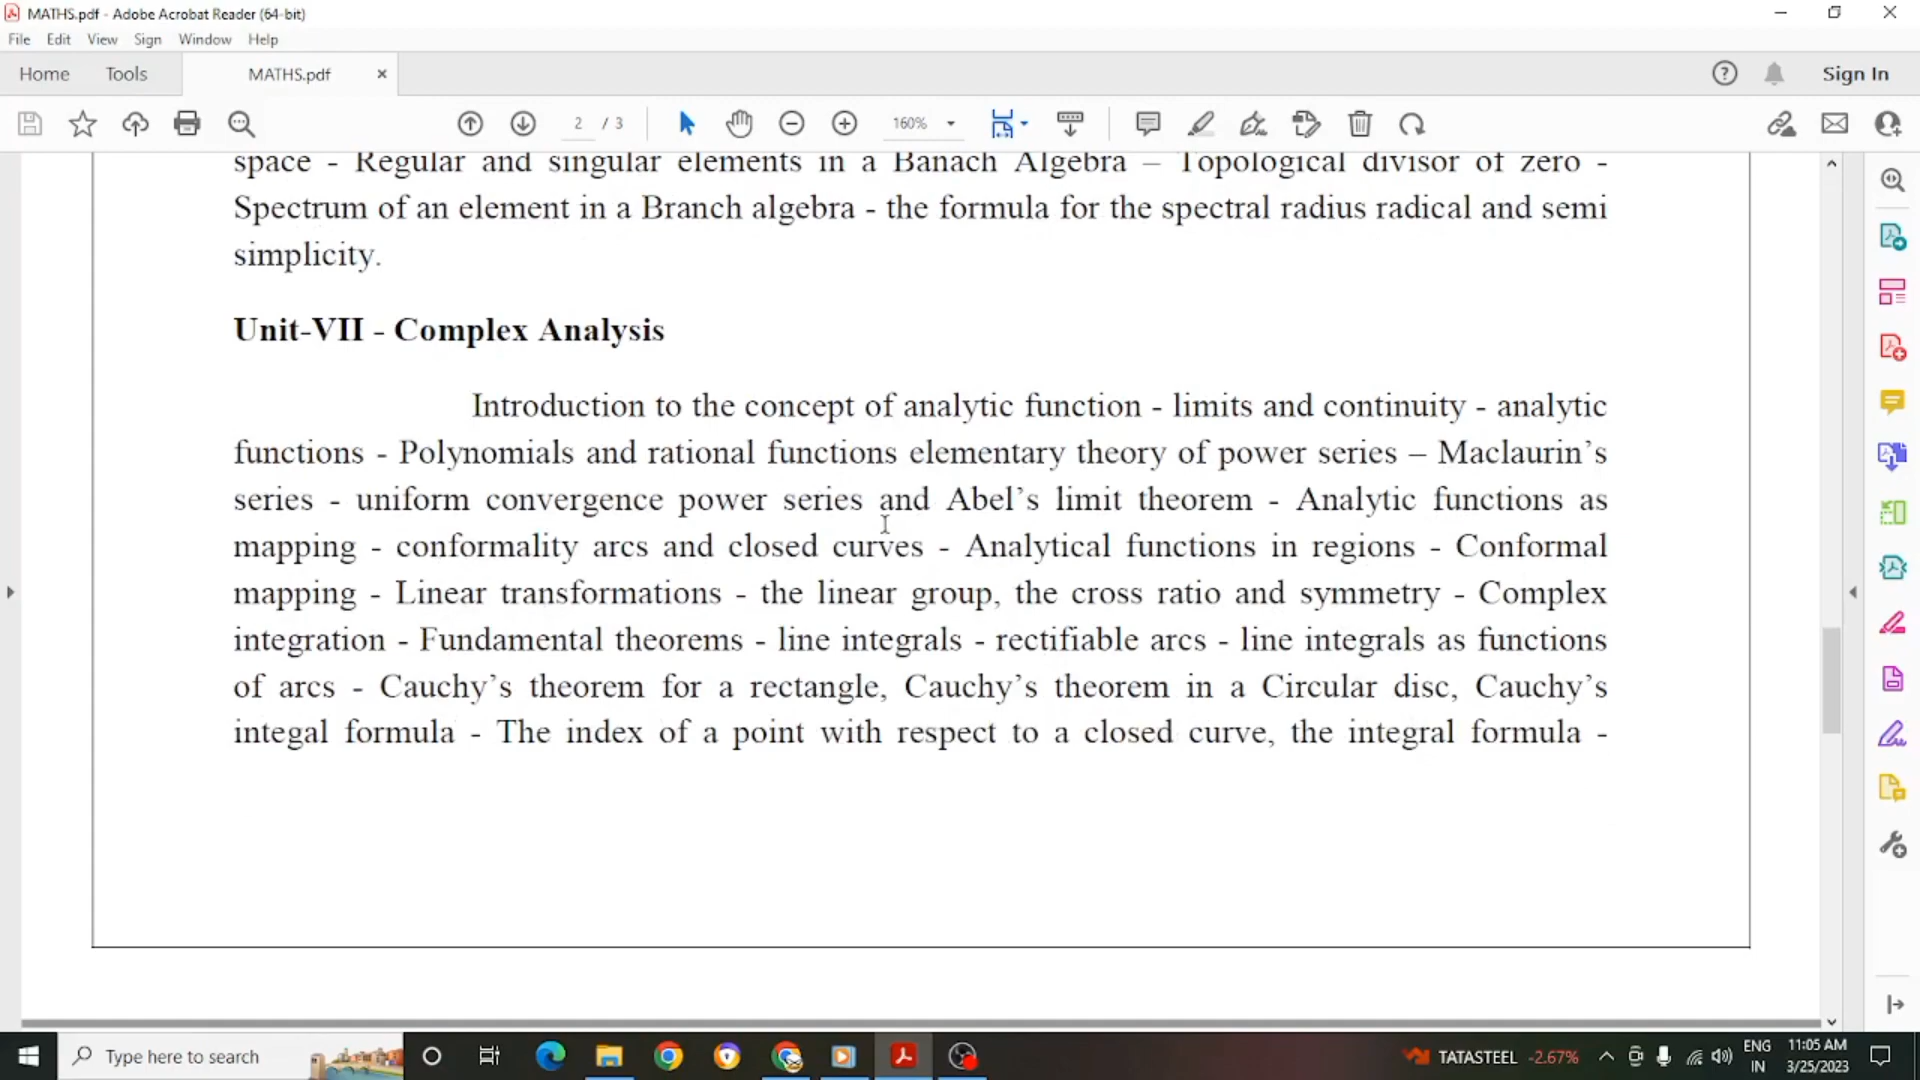 MATHS.pdf - Adobe Acrobat Reader (64-bit)
File Edit View Sign Window Help
Home Tools MATHS.pdf × Sign In
2 / 3 160%
space - Regular and singular elements in a Banach Algebra – Topological divisor of zero -
Spectrum of an element in a Branch algebra - the formula for the spectral radius radical and semi
simplicity.
Unit-VII - Complex Analysis
Introduction to the concept of analytic function - limits and continuity - analytic
functions - Polynomials and rational functions elementary theory of power series – Maclaurin’s
series - uniform convergence power series and Abel’s limit theorem - Analytic functions as
mapping - conformality arcs and closed curves - Analytical functions in regions - Conformal
mapping - Linear transformations - the linear group, the cross ratio and symmetry - Complex
integration - Fundamental theorems - line integrals - rectifiable arcs - line integrals as functions
of arcs - Cauchy’s theorem for a rectangle, Cauchy’s theorem in a Circular disc, Cauchy’s
integal formula - The index of a point with respect to a closed curve, the integral formula -
Type here to search
TATASTEEL -2.67%
ENG
IN
11:05 AM
3/25/2023